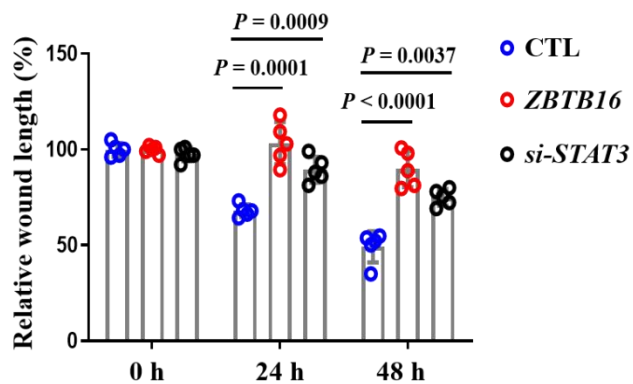 P = 0.0009
P = 0.0001
P = 0.0037
P < 0.0001
CTL
ZBTB16
si-STAT3
Relative wound length (%)
150
100
50
0
0 h
24 h
48 h